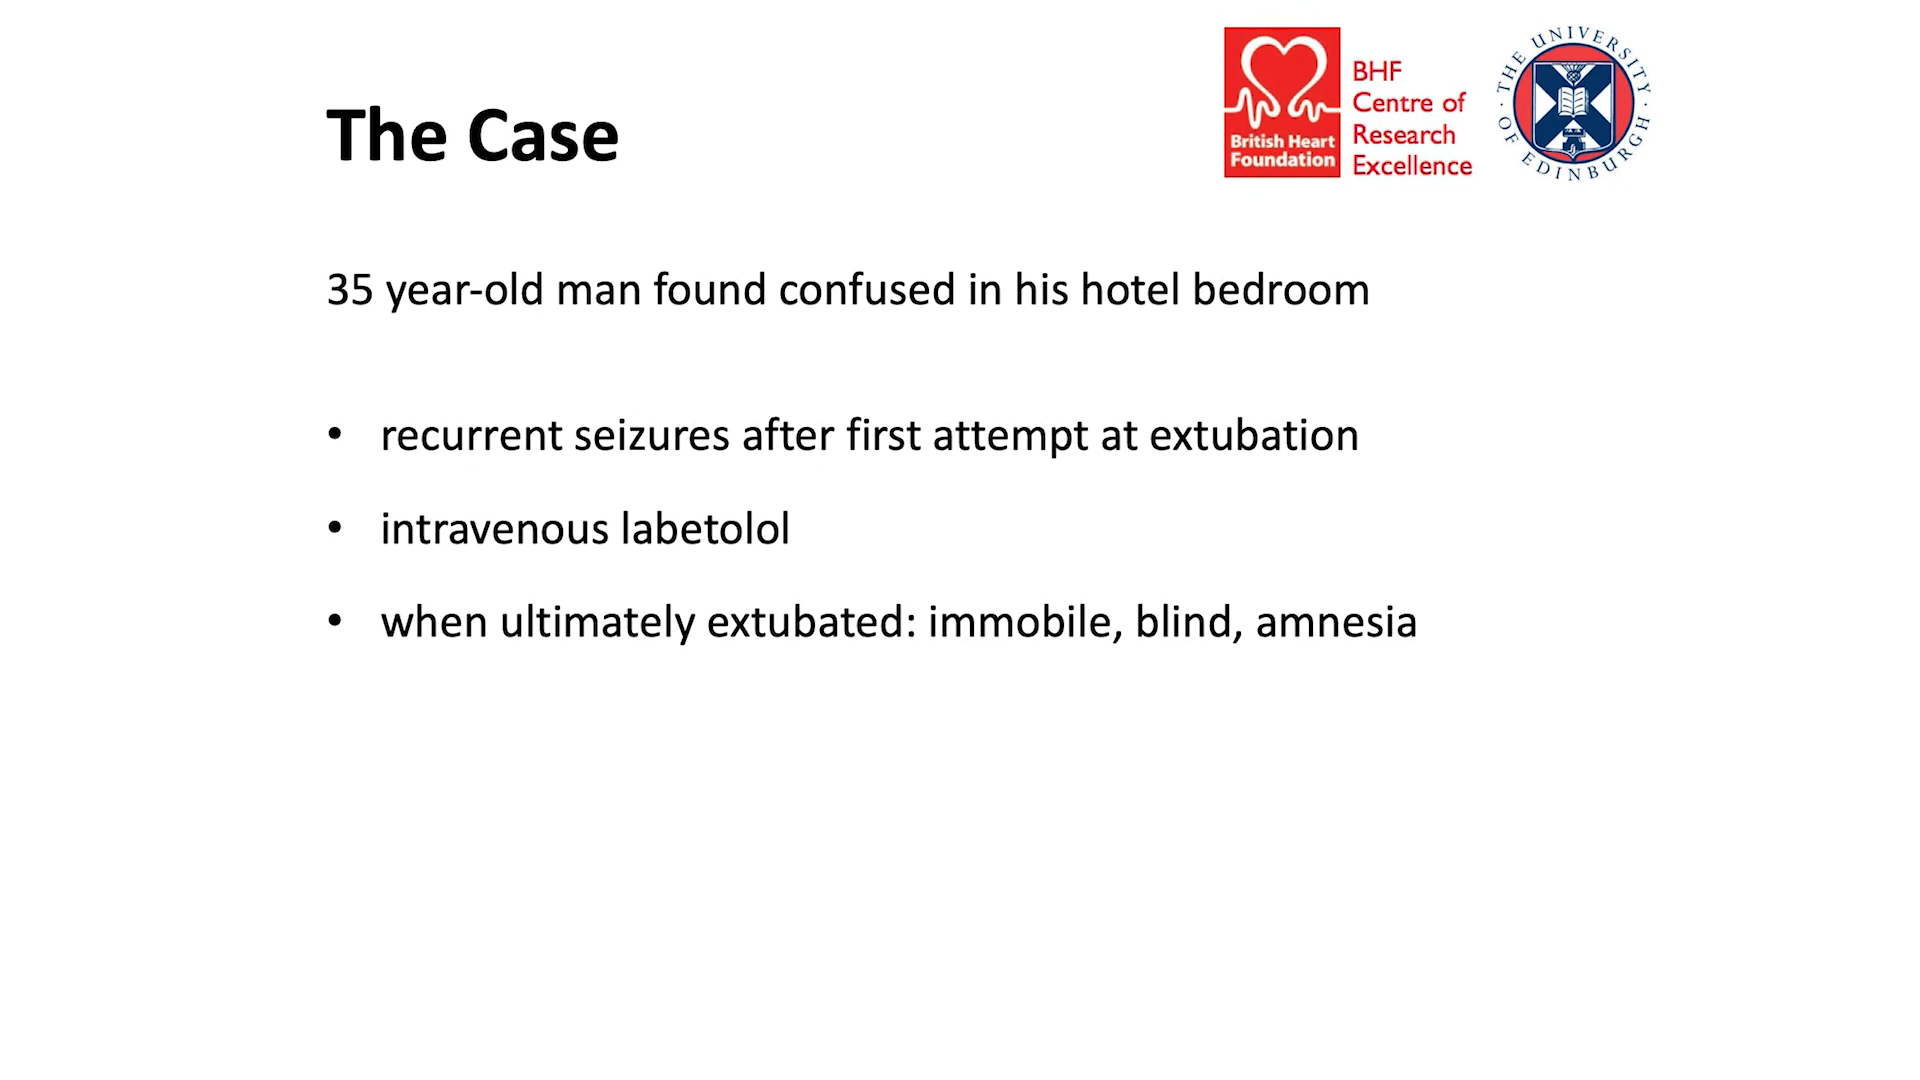 The Case
British Heart
Foundation
BHF
Centre of
Research
Excellence
THE UNIVERSITY OF EDINBURGH
35 year-old man found confused in his hotel bedroom
• recurrent seizures after first attempt at extubation
• intravenous labetolol
• when ultimately extubated: immobile, blind, amnesia